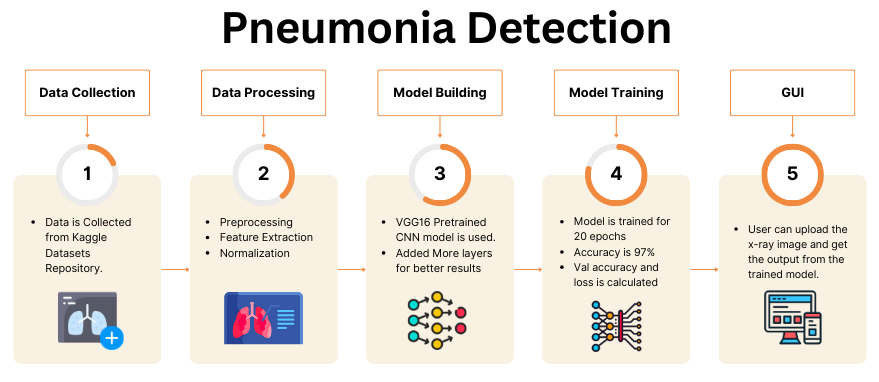 Pneumonia Detection
Data Collection
Data Processing
Model Building
Model Training
GUI
1
2
3
4
5
• Data is Collected
from Kaggle
Datasets
Repository.
• Preprocessing
• Feature Extraction
• Normalization
• VGG16 Pretrained
CNN model is used.
• Added More layers
for better results
• Model is trained for
20 epochs
• Accuracy is 97%
• Val accuracy and
loss is calculated
• User can upload the
x-ray image and get
the output from the
trained model.